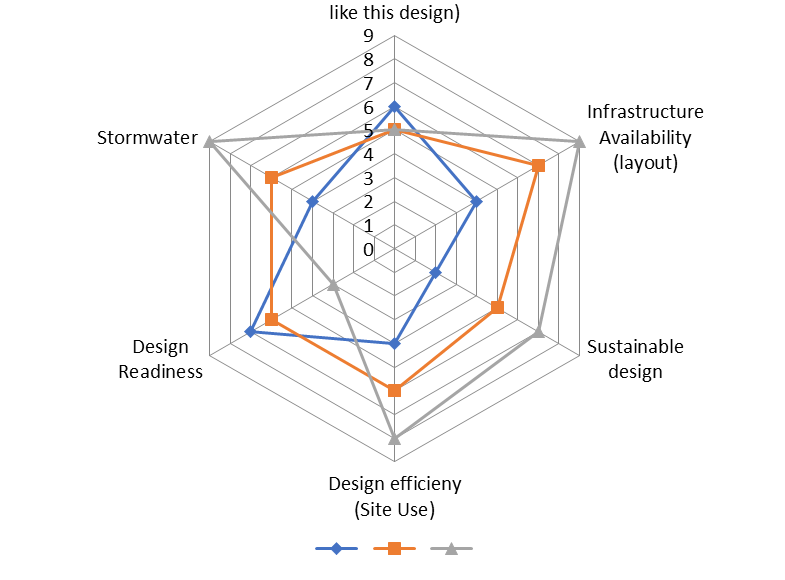 like this design)
9
8
7
6
5
4
3
2
1
0
Infrastructure
Availability
(layout)
Sustainable
design
Design efficieny
(Site Use)
Design
Readiness
Stormwater